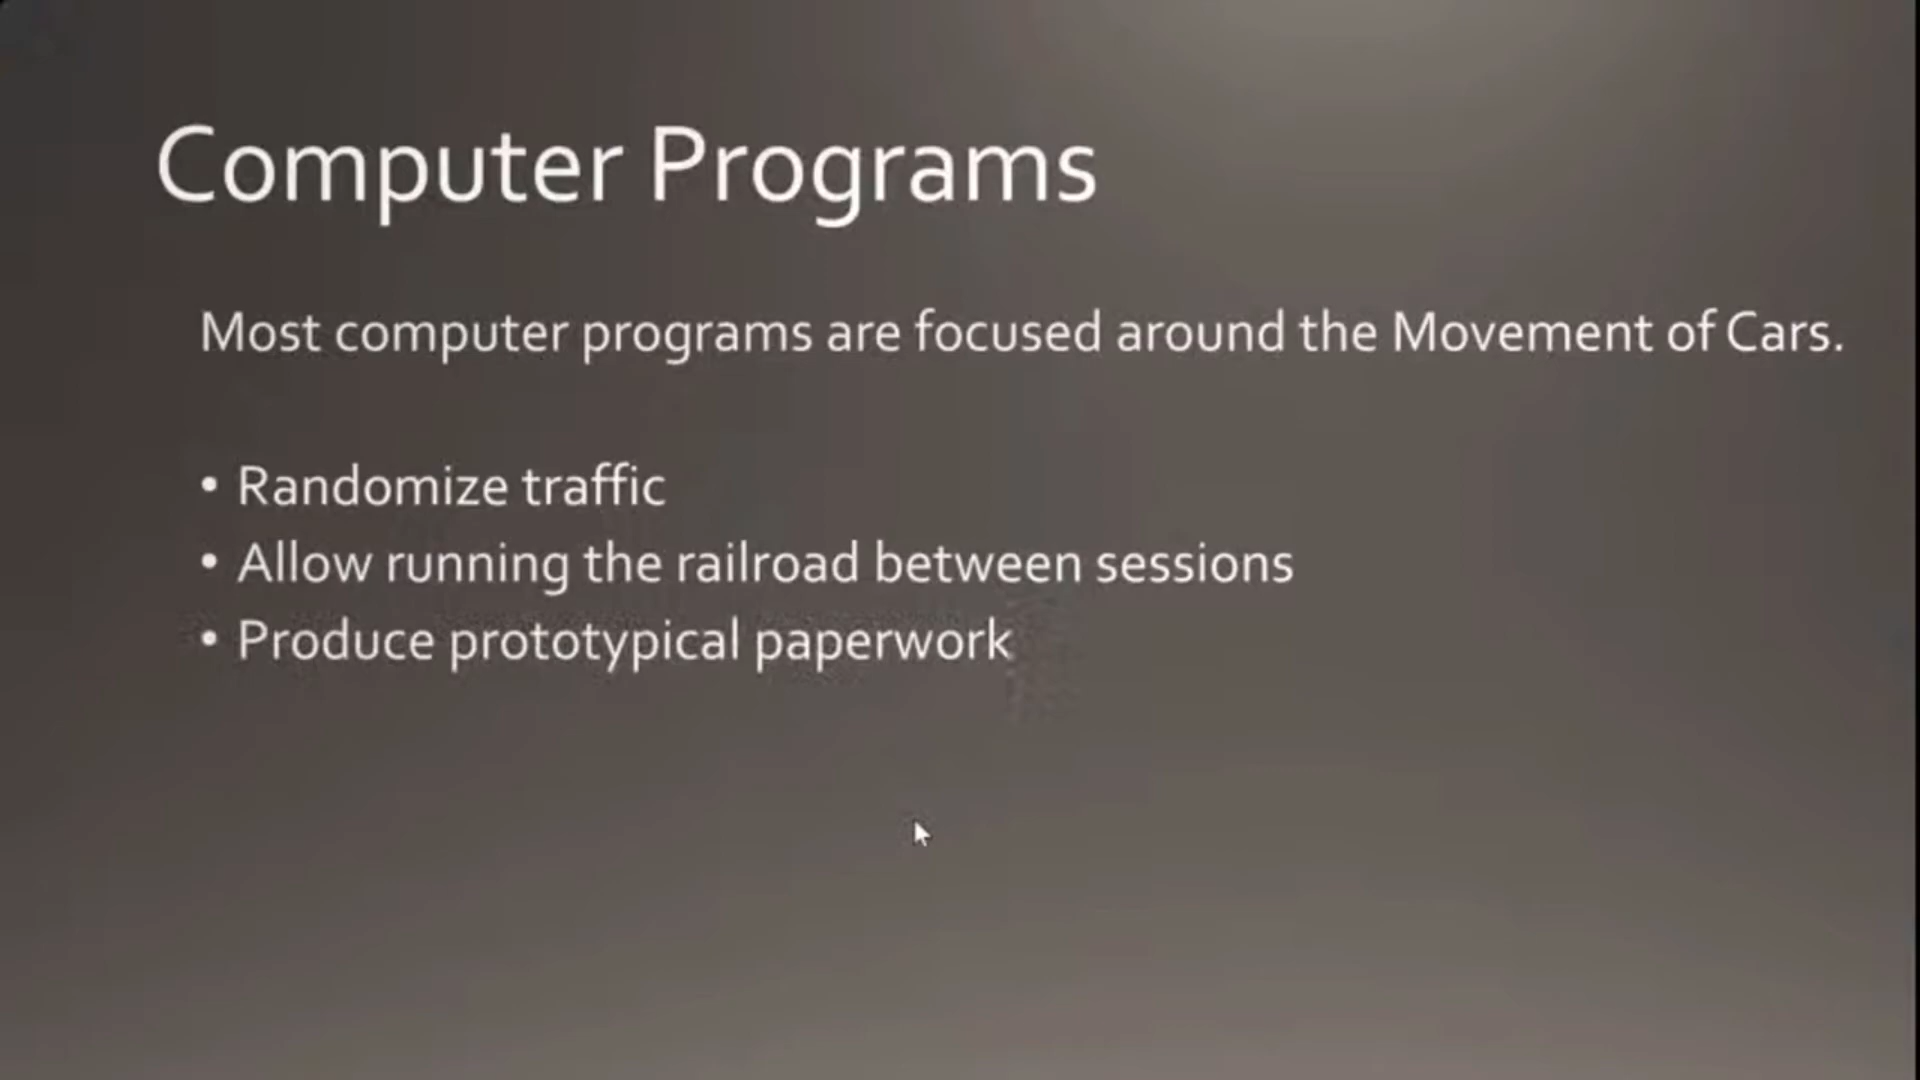 Computer Programs
Most computer programs are focused around the Movement of Cars.
• Randomize traffic
• Allow running the railroad between sessions
• Produce prototypical paperwork